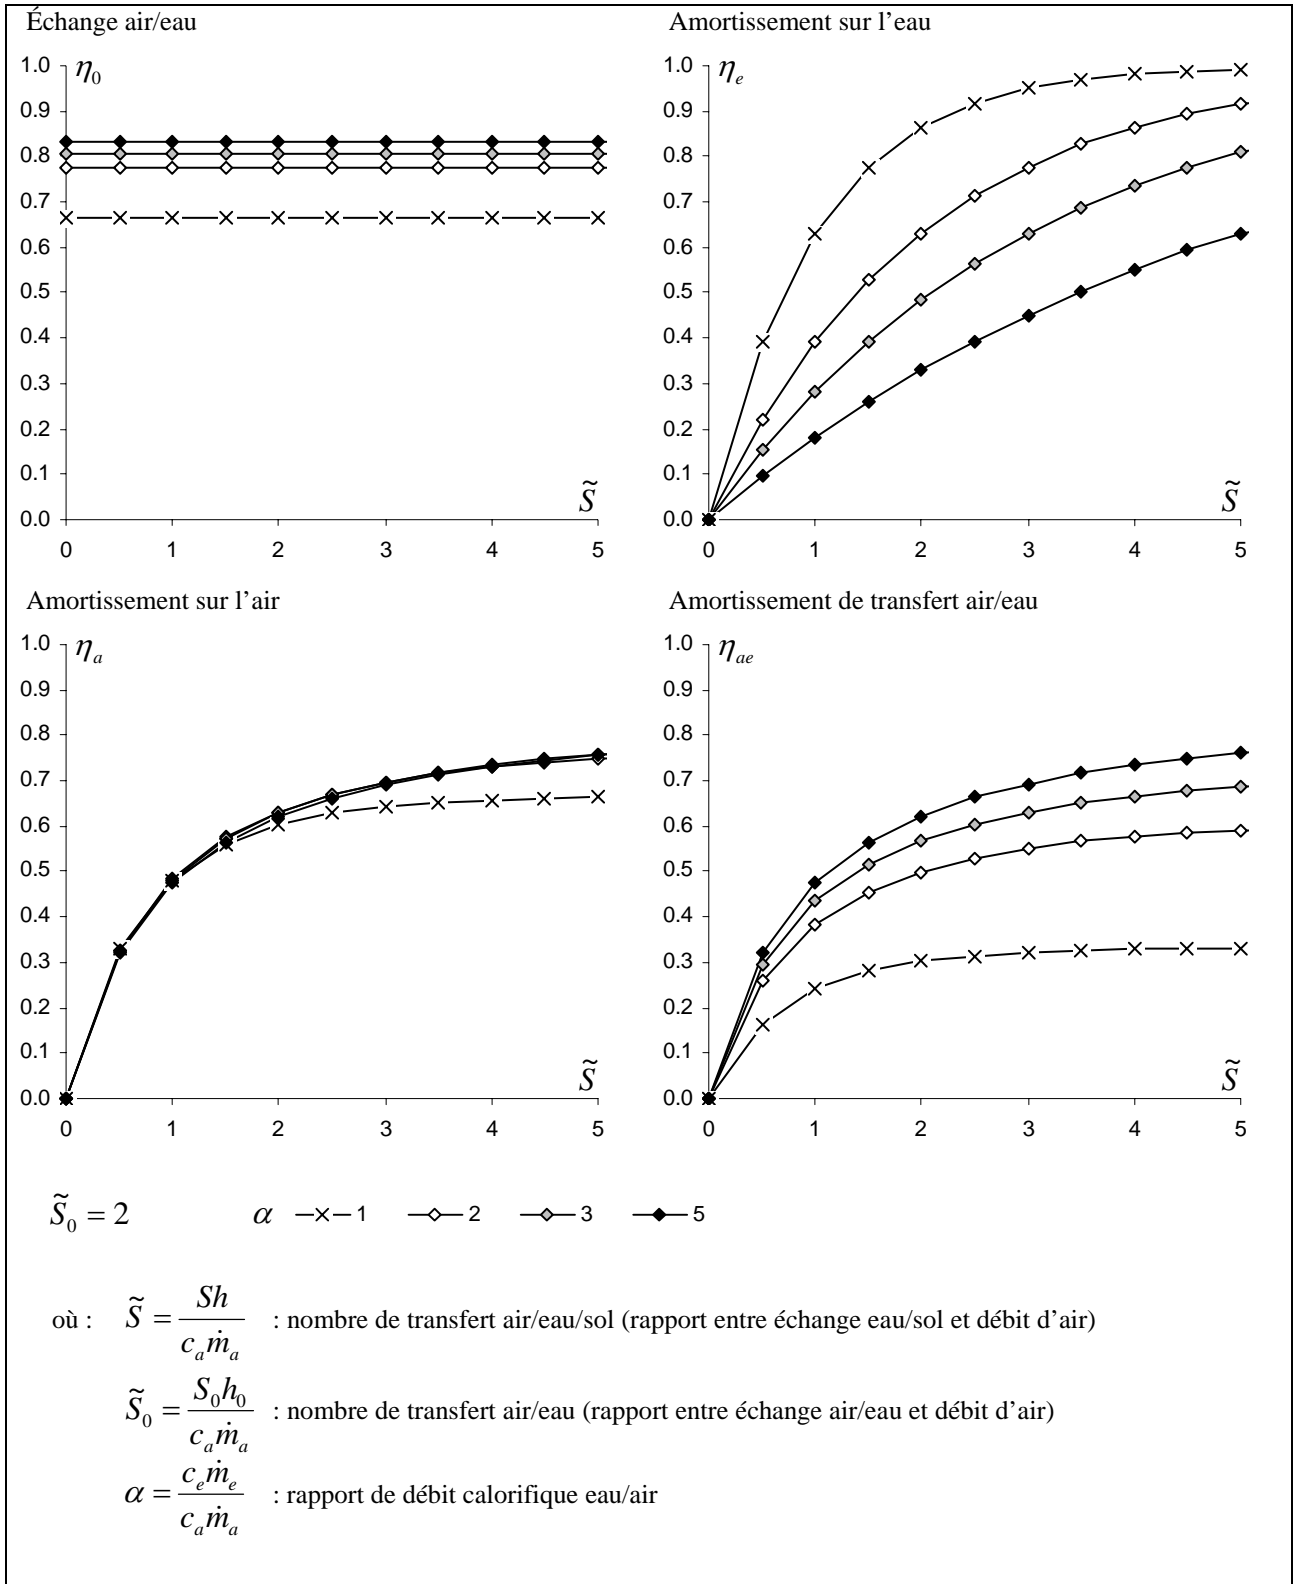 Échange air/eau
η₀
1.0
0.9
0.8
0.7
0.6
0.5
0.4
0.3
0.2
0.1
0.0
S̃
0 1 2 3 4 5
Amortissement sur l'eau
ηₑ
1.0
0.9
0.8
0.7
0.6
0.5
0.4
0.3
0.2
0.1
0.0
S̃
0 1 2 3 4 5
Amortissement sur l'air
ηₐ
1.0
0.9
0.8
0.7
0.6
0.5
0.4
0.3
0.2
0.1
0.0
S̃
0 1 2 3 4 5
Amortissement de transfert air/eau
ηₐₑ
1.0
0.9
0.8
0.7
0.6
0.5
0.4
0.3
0.2
0.1
0.0
S̃
0 1 2 3 4 5
S̃₀ = 2 α 1 2 3 5
où : S̃ = Sh / cₐṁₐ : nombre de transfert air/eau/sol (rapport entre échange eau/sol et débit d'air)
S̃₀ = S₀h₀ / cₐṁₐ : nombre de transfert air/eau (rapport entre échange air/eau et débit d'air)
α = cₑṁₑ / cₐṁₐ : rapport de débit calorifique eau/air